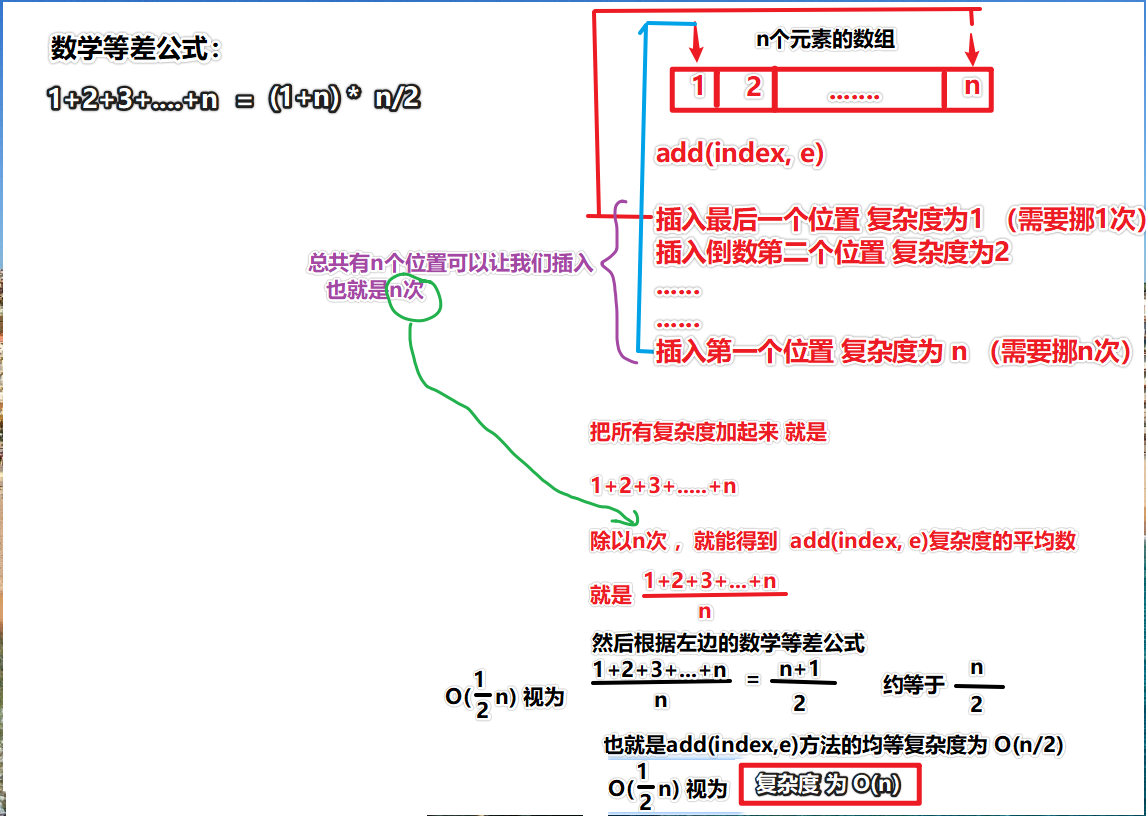 数学等差公式：
1+2+3+....+n = (1+n) * n/2
n个元素的数组
1 2 ....... n
add(index, e)
插入最后一个位置 复杂度为1 （需要挪1次）
插入倒数第二个位置 复杂度为2
......
......
插入第一个位置 复杂度为 n （需要挪n次）
总共有n个位置可以让我们插入
也就是n次
把所有复杂度加起来 就是
1+2+3+.....+n
除以n次 ，就能得到 add(index, e)复杂度的平均数
就是 1+2+3+...+n
n
然后根据左边的数学等差公式
1+2+3+...+n = n+1 约等于 n
n 2 2
O(1/2 n) 视为
也就是add(index,e)方法的均等复杂度为 O(n/2)
O(1/2 n) 视为 复杂度 为 O(n)